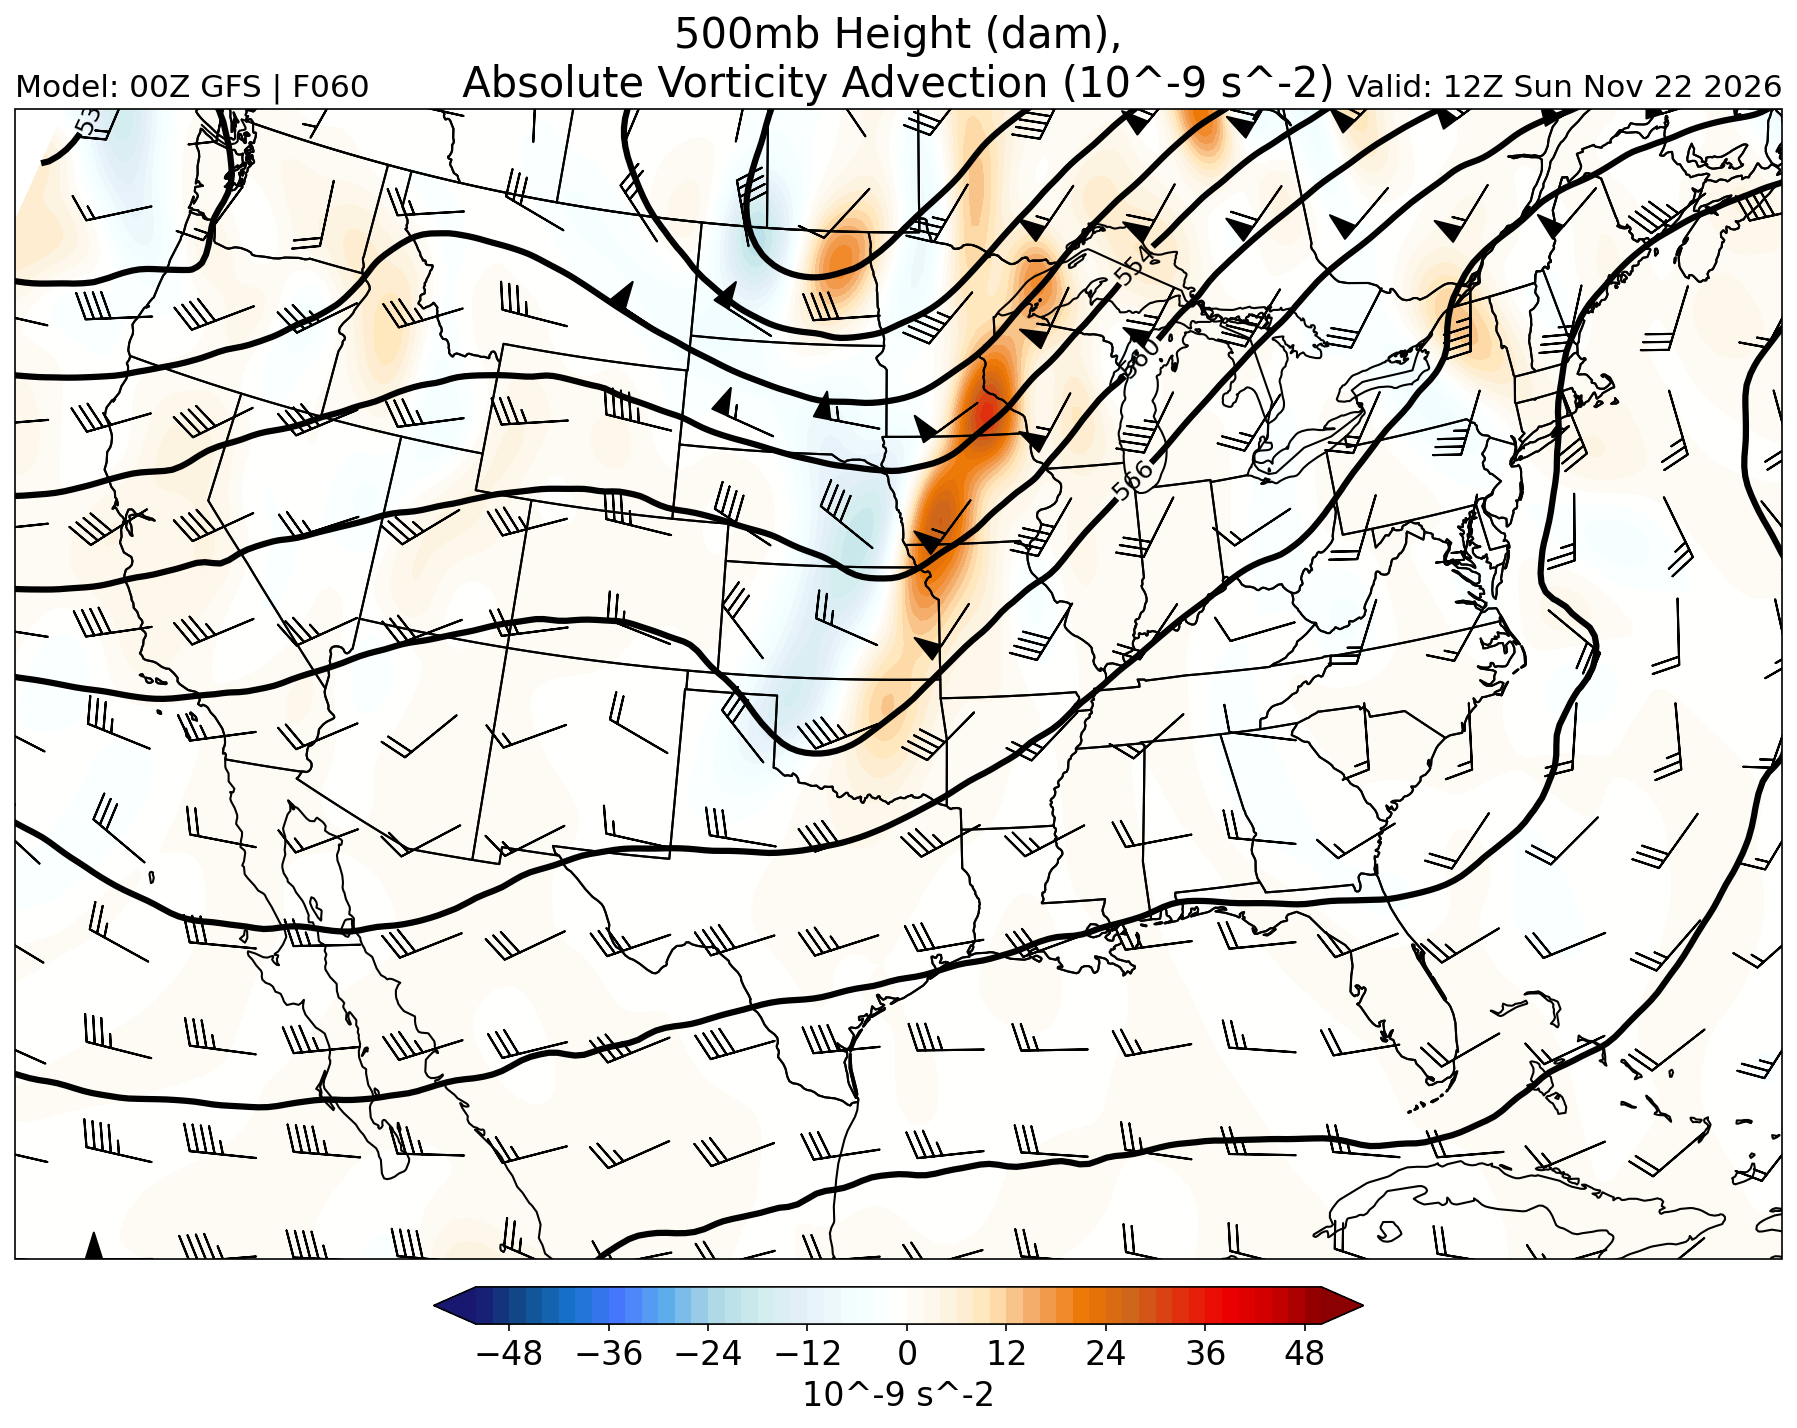 500mb Height (dam),
Model: 00Z GFS | F060
Absolute Vorticity Advection (10^-9 s^-2)
Valid: 12Z Sun Nov 22 2026
554
560
566
−48 −36 −24 −12 0 12 24 36 48
10^-9 s^-2